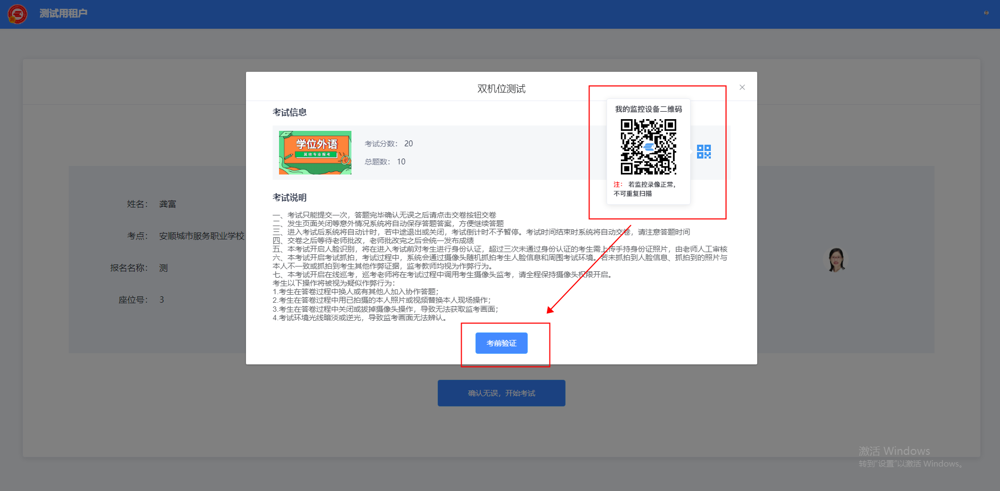 测试用租户
双机位测试
考试信息
我的监控设备二维码
学位外语
其他专业报考
考试分数： 20
总题数： 10
注： 若监控录像正常，
不可重复扫描
考试说明
一、考试只能提交一次，答题完毕确认无误之后请点击交卷按钮交卷
二、发生页面关闭等意外情况系统将自动保存答题答案，方便继续答题
三、进入考试后系统将自动计时，若中途退出或关闭，考试倒计时不予暂停。考试时间结束时系统将自动交卷，请注意答题时间
四、交卷之后等待老师批改，老师批改完之后会统一发布成绩
五、本考试开启人脸识别，将在进入考试前对考生进行身份认证，超过三次未通过身份认证的考生需上传手持身份证照片，由老师人工审核
六、本考试开启考试抓拍，考试过程中，系统会通过摄像头随机抓拍考生人脸信息和周围考试环境。若未抓拍到人脸信息、抓拍到的照片与
本人不一致或抓拍到考生其他作弊证据，监考教师均视为作弊行为。
七、本考试开启在线巡考，巡考老师将在考试过程中调用考生摄像头监考，请全程保持摄像头权限开启。
考生以下操作将被视为疑似作弊行为：
1.考生在答卷过程中换人或有其他人加入协作答题；
2.考生在答卷过程中用已拍摄的本人照片或视频替换本人现场操作；
3.考生在答卷过程中关闭或拔掉摄像头操作，导致无法获取监考画面；
4.考试环境光线暗淡或逆光，导致监考画面无法辨认。
考前验证
姓名： 龚富
考点： 安顺城市服务职业学校
报名名称： 测
座位号： 3
确认无误，开始考试
激活 Windows
转到"设置"以激活 Windows。